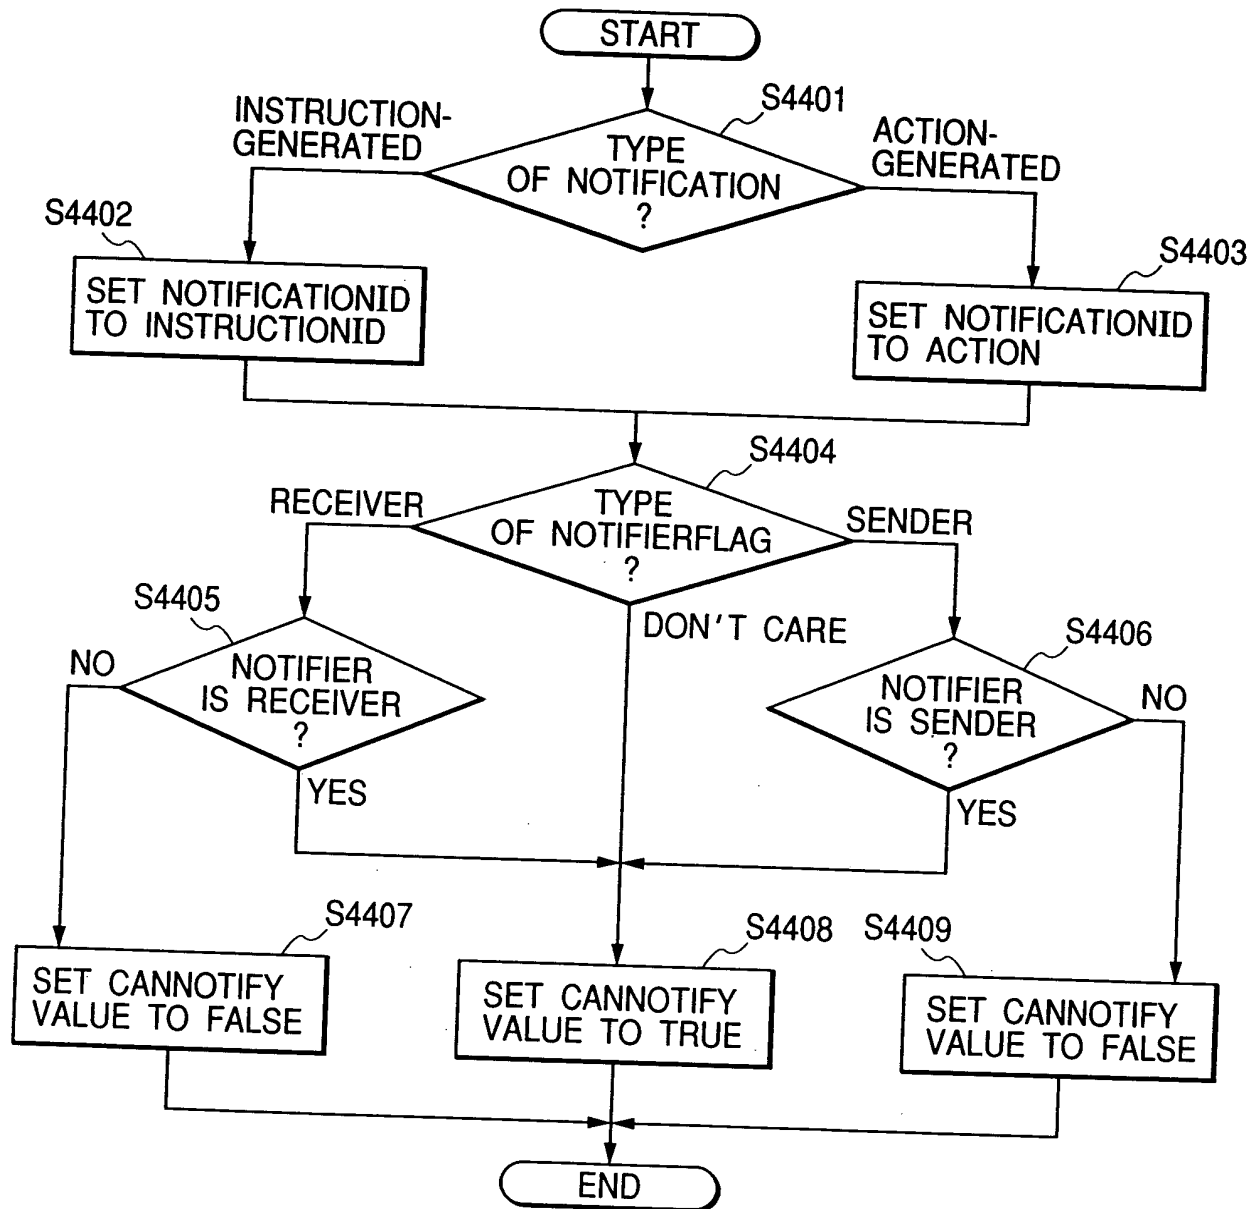 START
S4401
INSTRUCTION-
GENERATED
TYPE
OF NOTIFICATION
?
ACTION-
GENERATED
S4402
SET NOTIFICATIONID
TO INSTRUCTIONID
S4403
SET NOTIFICATIONID
TO ACTION
S4404
RECEIVER
TYPE
OF NOTIFIERFLAG
?
SENDER
DON'T CARE
S4405
NO
NOTIFIER
IS RECEIVER
?
YES
S4406
NOTIFIER
IS SENDER
?
NO
YES
S4407
SET CANNOTIFY
VALUE TO FALSE
S4408
SET CANNOTIFY
VALUE TO TRUE
S4409
SET CANNOTIFY
VALUE TO FALSE
END